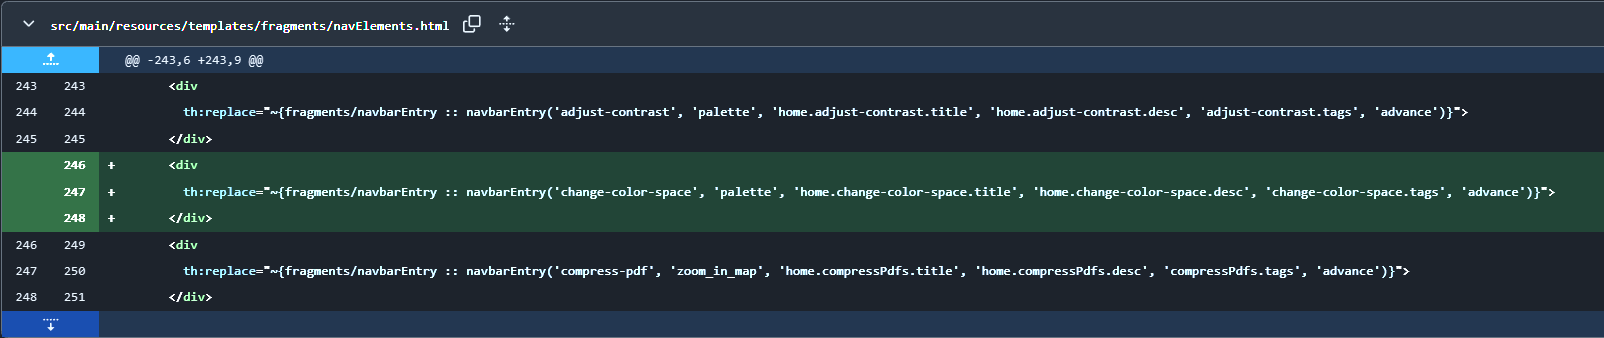 src/main/resources/templates/fragments/navElements.html
@@ -243,6 +243,9 @@
243 243 <div
244 244 th:replace="~{fragments/navbarEntry :: navbarEntry('adjust-contrast', 'palette', 'home.adjust-contrast.title', 'home.adjust-contrast.desc', 'adjust-contrast.tags', 'advance')}">
245 245 </div>
246 + <div
247 + th:replace="~{fragments/navbarEntry :: navbarEntry('change-color-space', 'palette', 'home.change-color-space.title', 'home.change-color-space.desc', 'change-color-space.tags', 'advance')}">
248 + </div>
246 249 <div
247 250 th:replace="~{fragments/navbarEntry :: navbarEntry('compress-pdf', 'zoom_in_map', 'home.compressPdfs.title', 'home.compressPdfs.desc', 'compressPdfs.tags', 'advance')}">
248 251 </div>